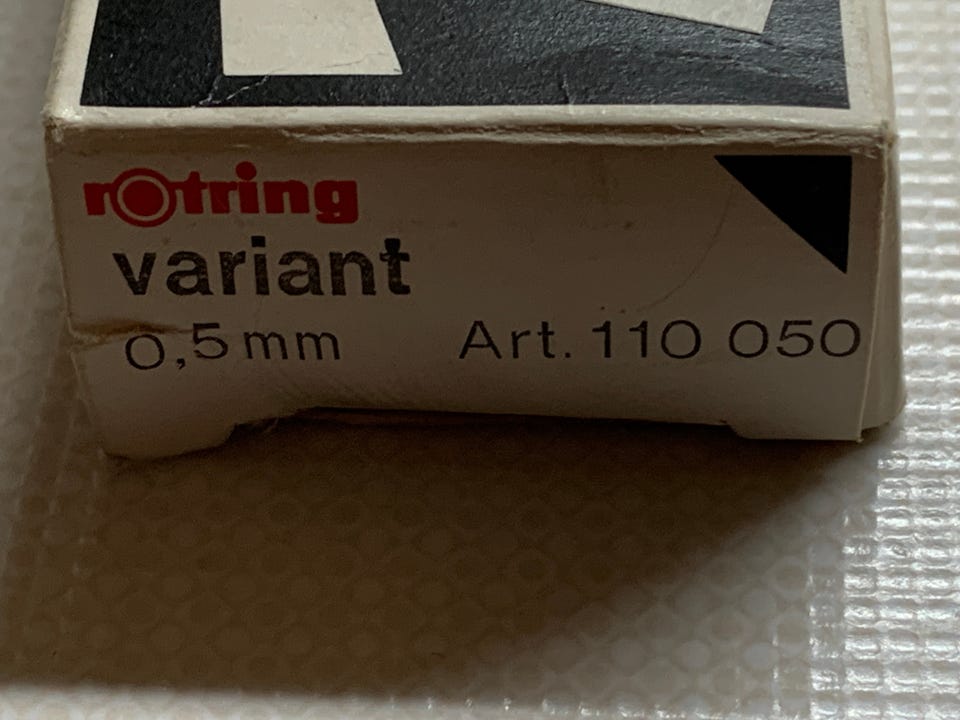 rotring
variant
0,5 mm Art. 110 050